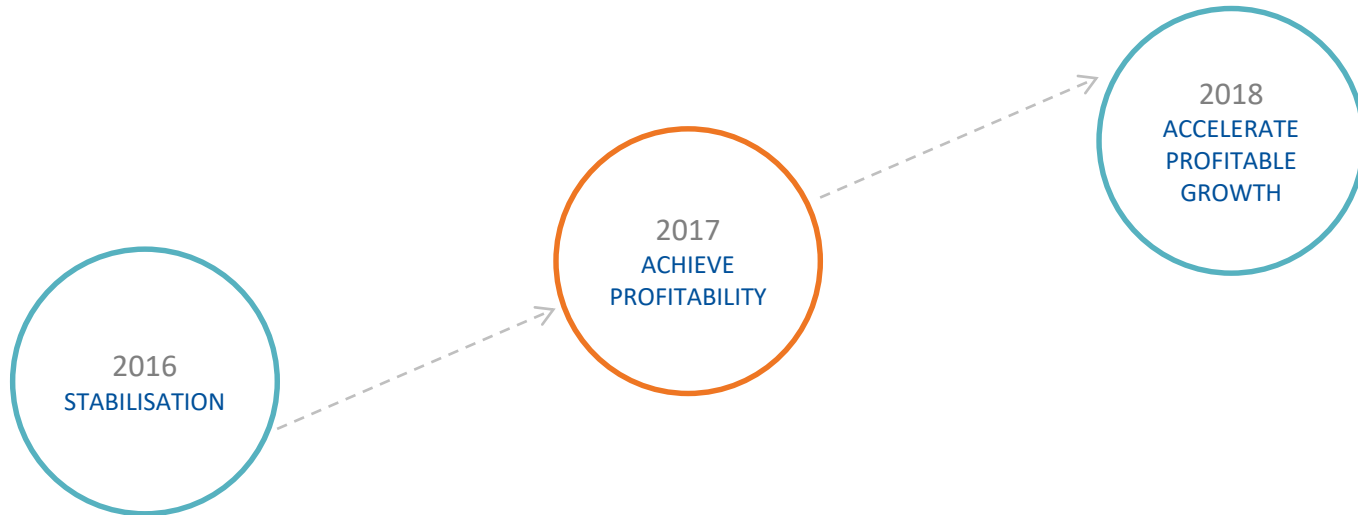 2016
STABILISATION
2017
ACHIEVE
PROFITABILITY
2018
ACCELERATE
PROFITABLE
GROWTH